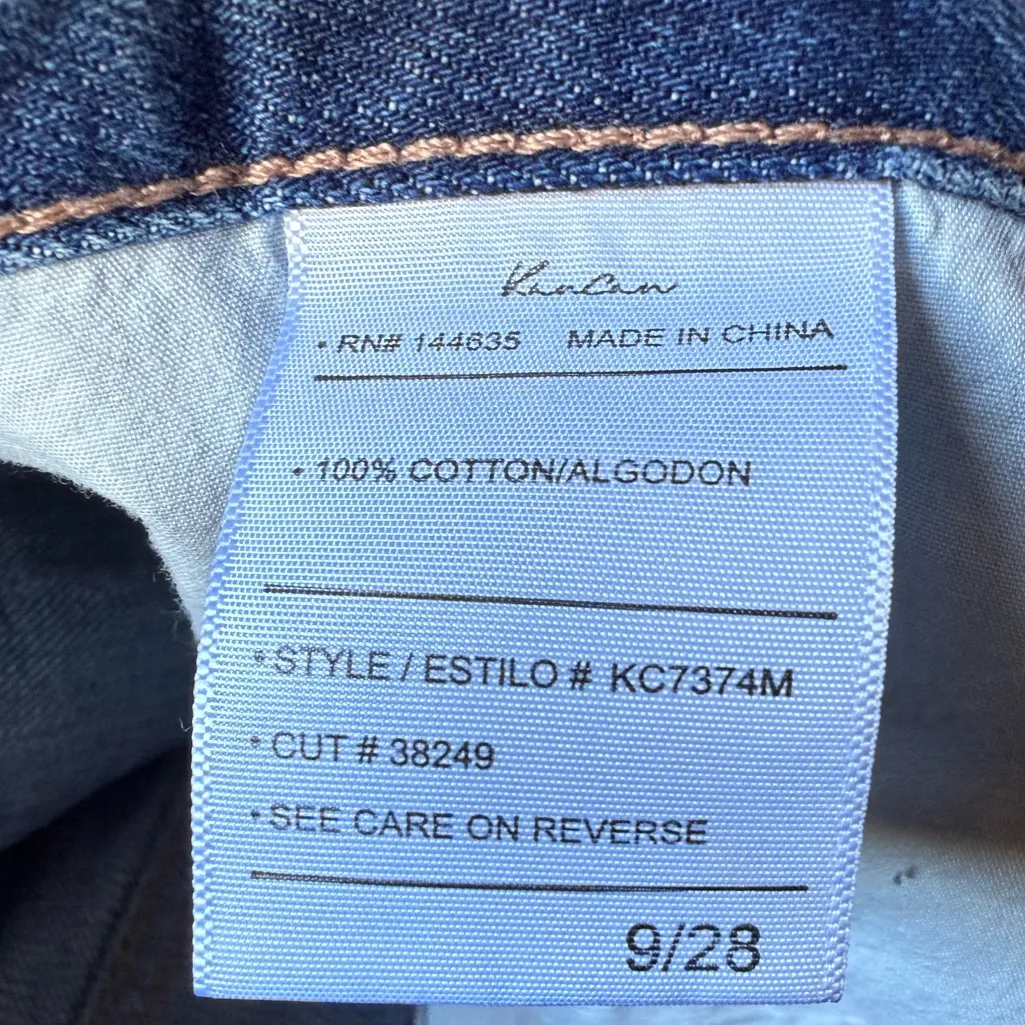 KanCan
• RN# 144635 MADE IN CHINA
• 100% COTTON/ALGODON
• STYLE / ESTILO # KC7374M
• CUT # 38249
• SEE CARE ON REVERSE
9/28